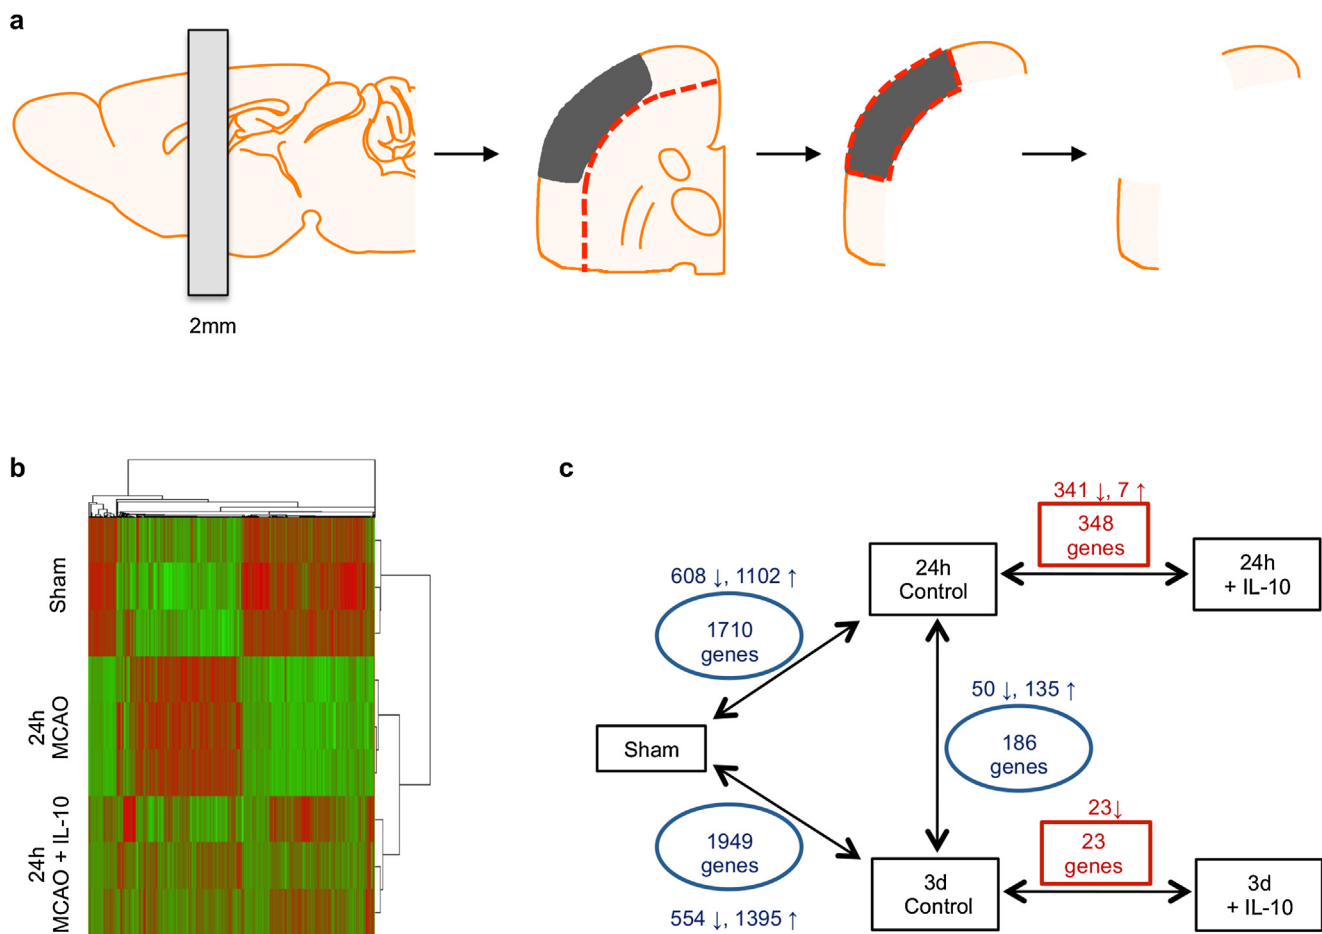 a
2mm
b
Sham
24h
MCAO
24h
MCAO + IL-10
c
341 ↓, 7 ↑
348
genes
24h
Control
24h
+ IL-10
608 ↓, 1102 ↑
1710
genes
50 ↓, 135 ↑
186
genes
Sham
1949
genes
554 ↓, 1395 ↑
23↓
23
genes
3d
Control
3d
+ IL-10